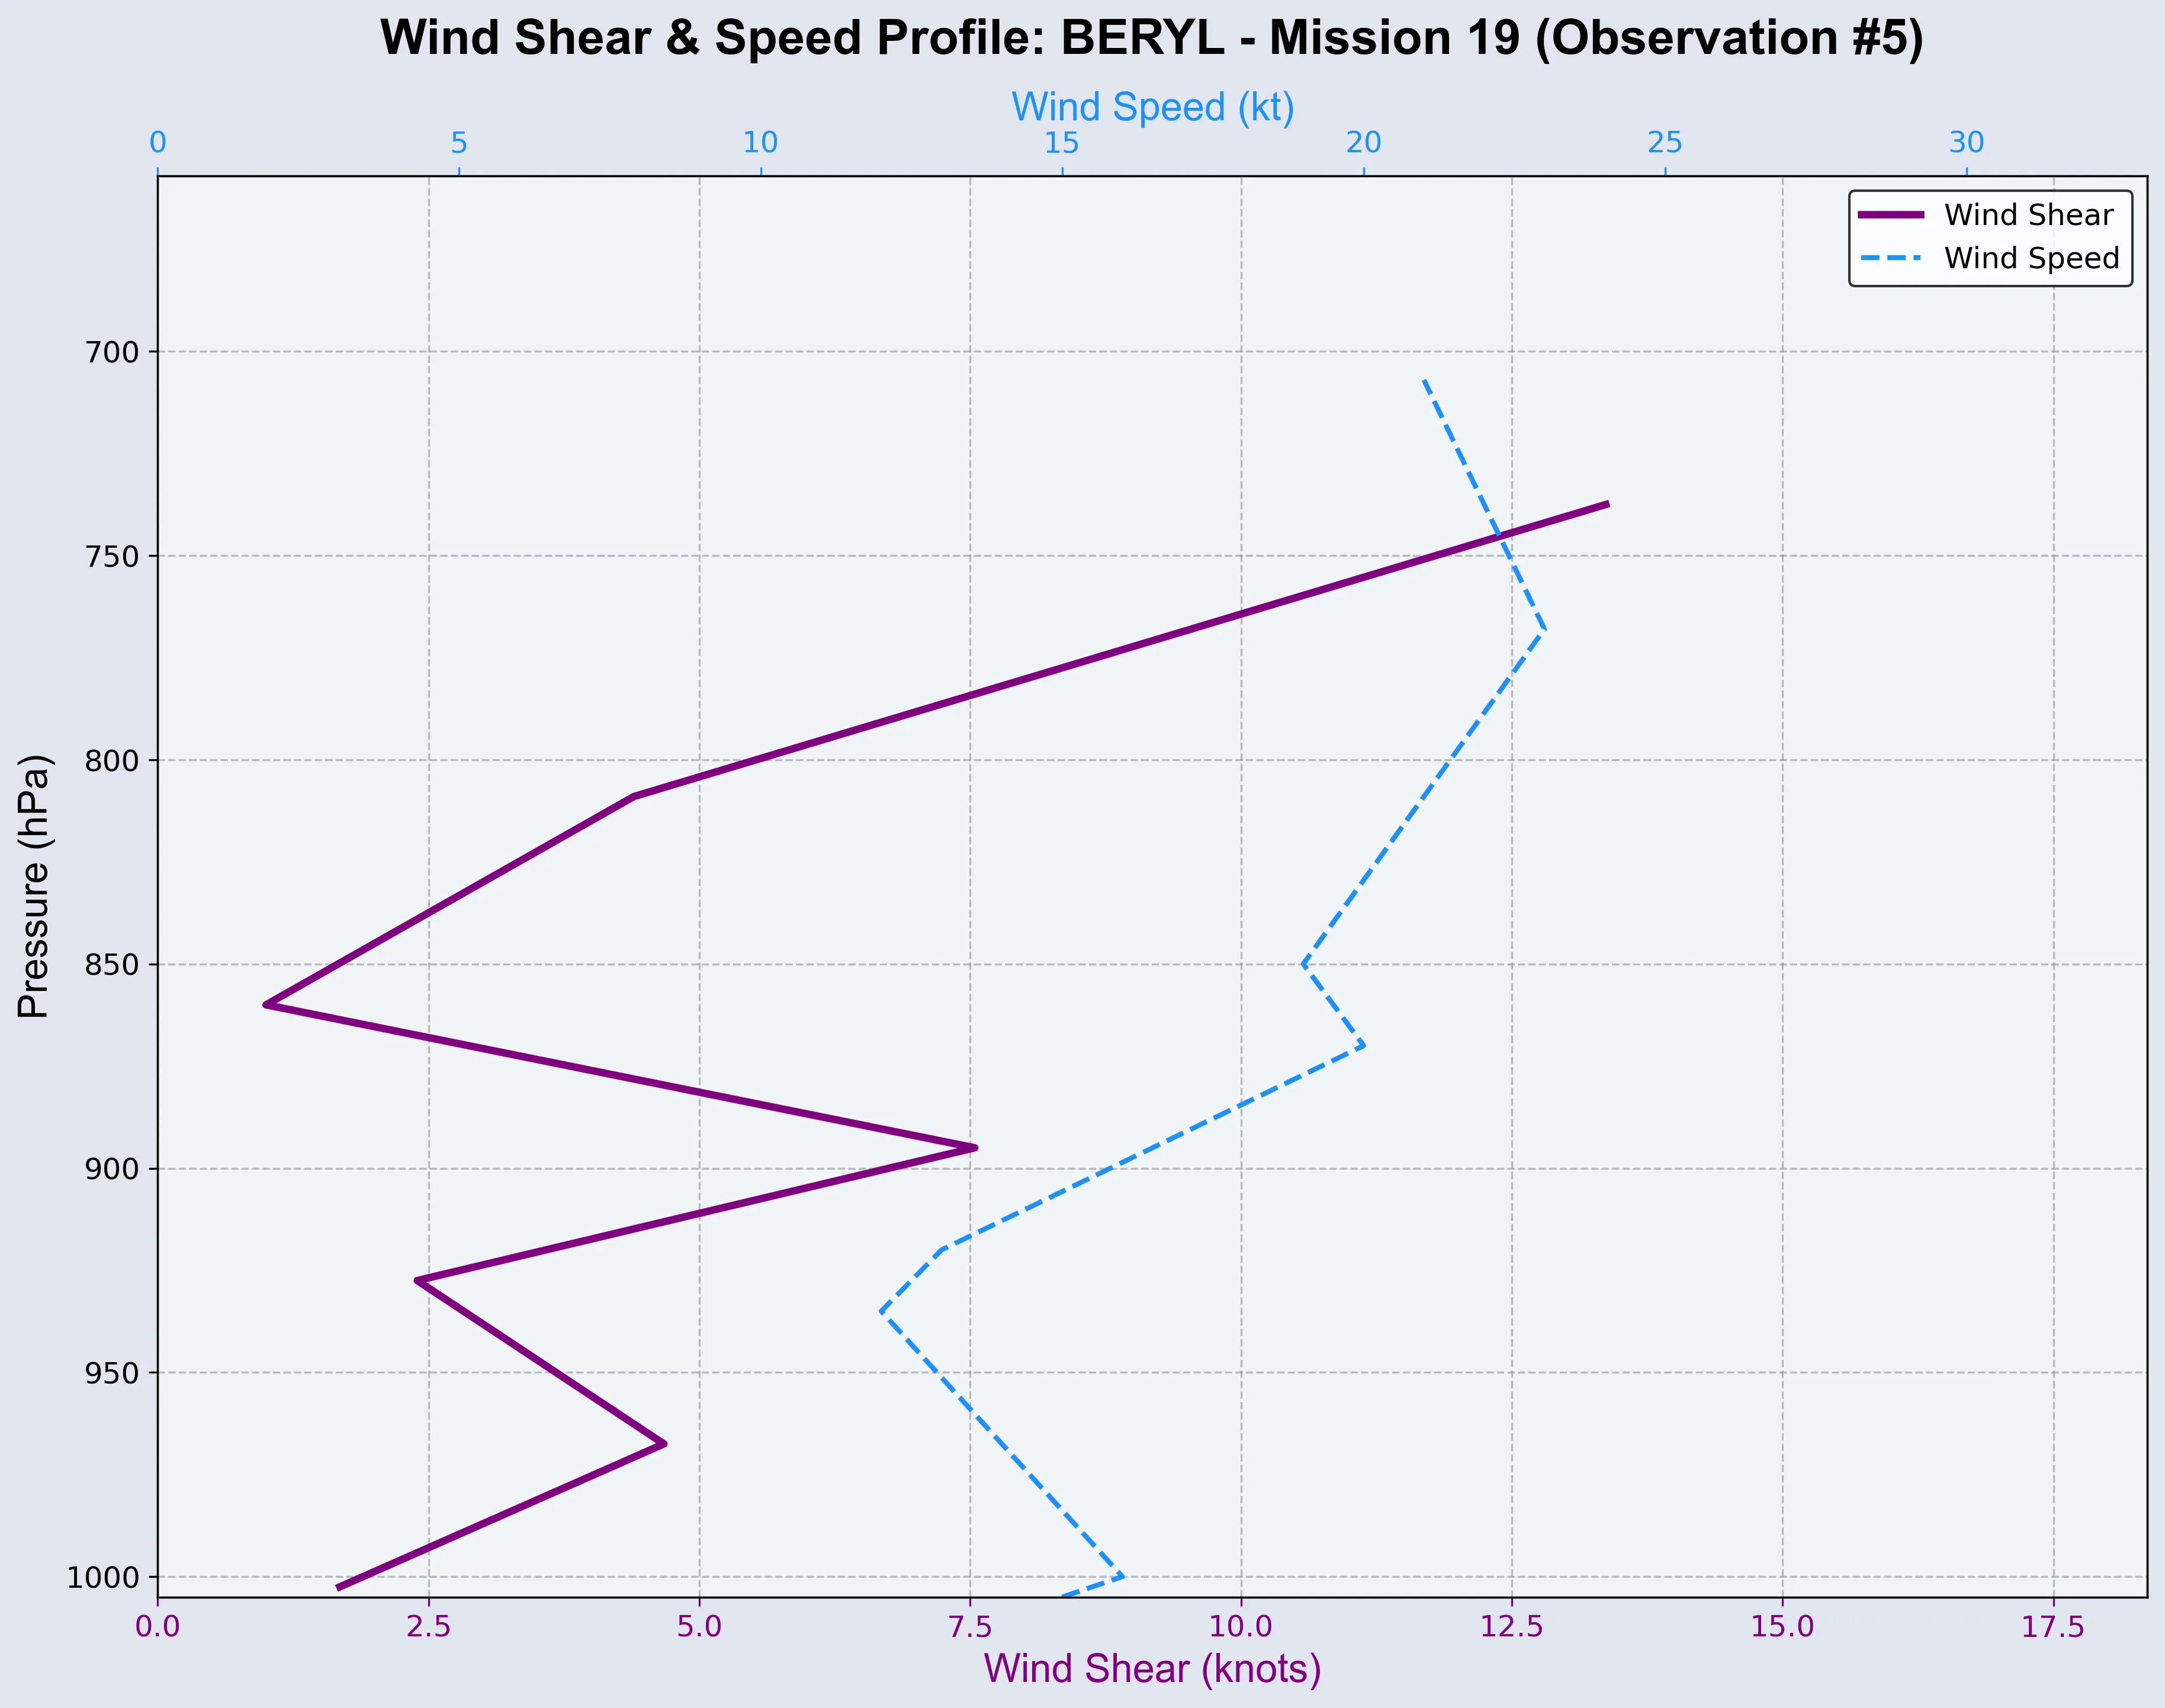 Wind Shear & Speed Profile: BERYL - Mission 19 (Observation #5)
Wind Speed (kt)
0 5 10 15 20 25 30
Wind Shear
Wind Speed
700
750
800
850
900
950
1000
Pressure (hPa)
0.0 2.5 5.0 7.5 10.0 12.5 15.0 17.5
Wind Shear (knots)